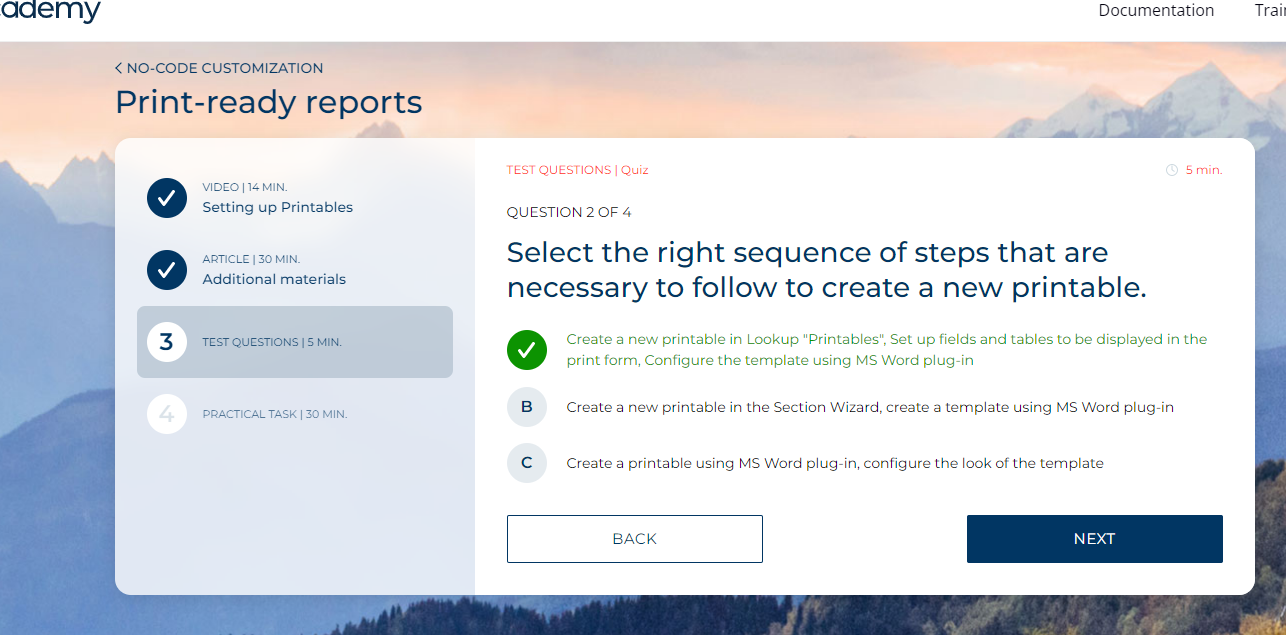 Documentation
< NO-CODE CUSTOMIZATION
Print-ready reports
VIDEO | 14 MIN.
Setting up Printables
ARTICLE | 30 MIN.
Additional materials
3
TEST QUESTIONS | 5 MIN.
4
PRACTICAL TASK | 30 MIN.
TEST QUESTIONS | Quiz
5 min.
QUESTION 2 OF 4
Select the right sequence of steps that are
necessary to follow to create a new printable.
Create a new printable in Lookup "Printables", Set up fields and tables to be displayed in the
print form, Configure the template using MS Word plug-in
B
Create a new printable in the Section Wizard, create a template using MS Word plug-in
C
Create a printable using MS Word plug-in, configure the look of the template
BACK
NEXT